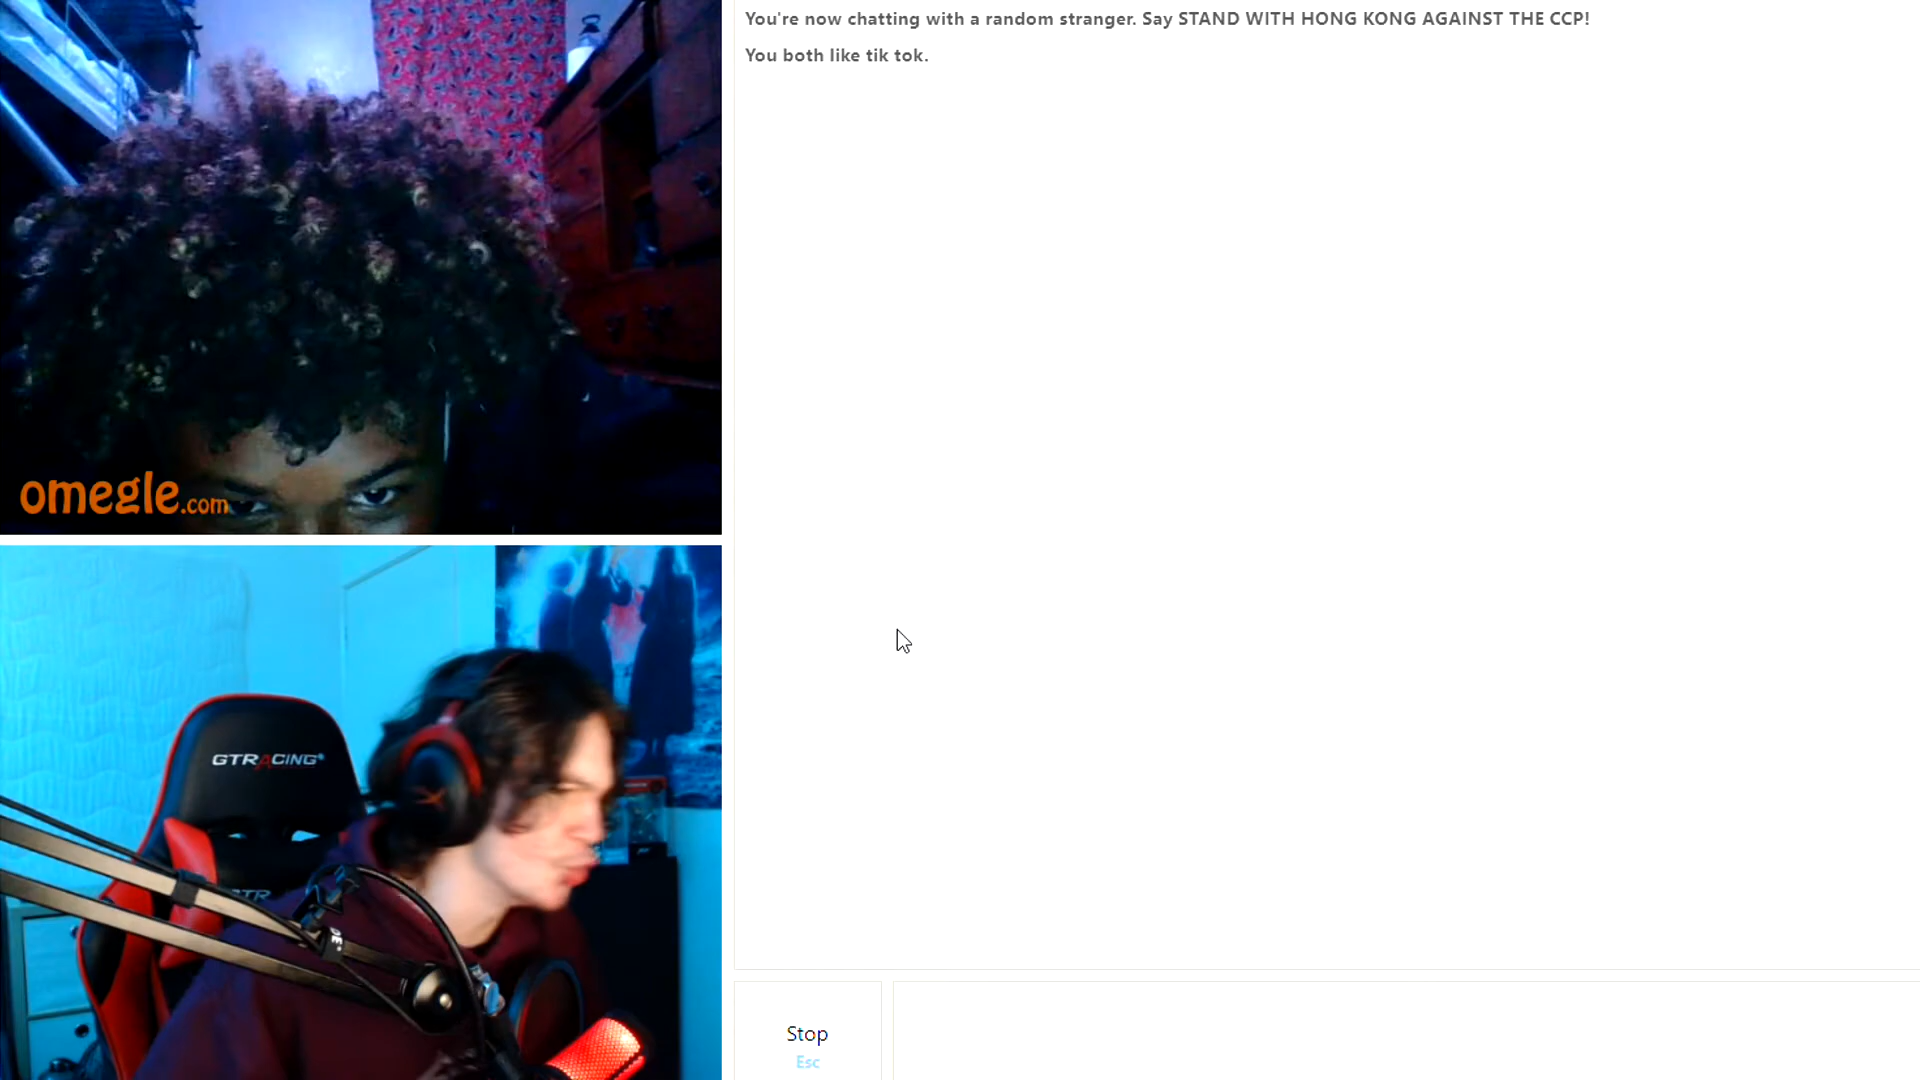 You're now chatting with a random stranger. Say STAND WITH HONG KONG AGAINST THE CCP!
You both like tik tok.
omegle.com
GTRACING
GTR
Stop
Esc